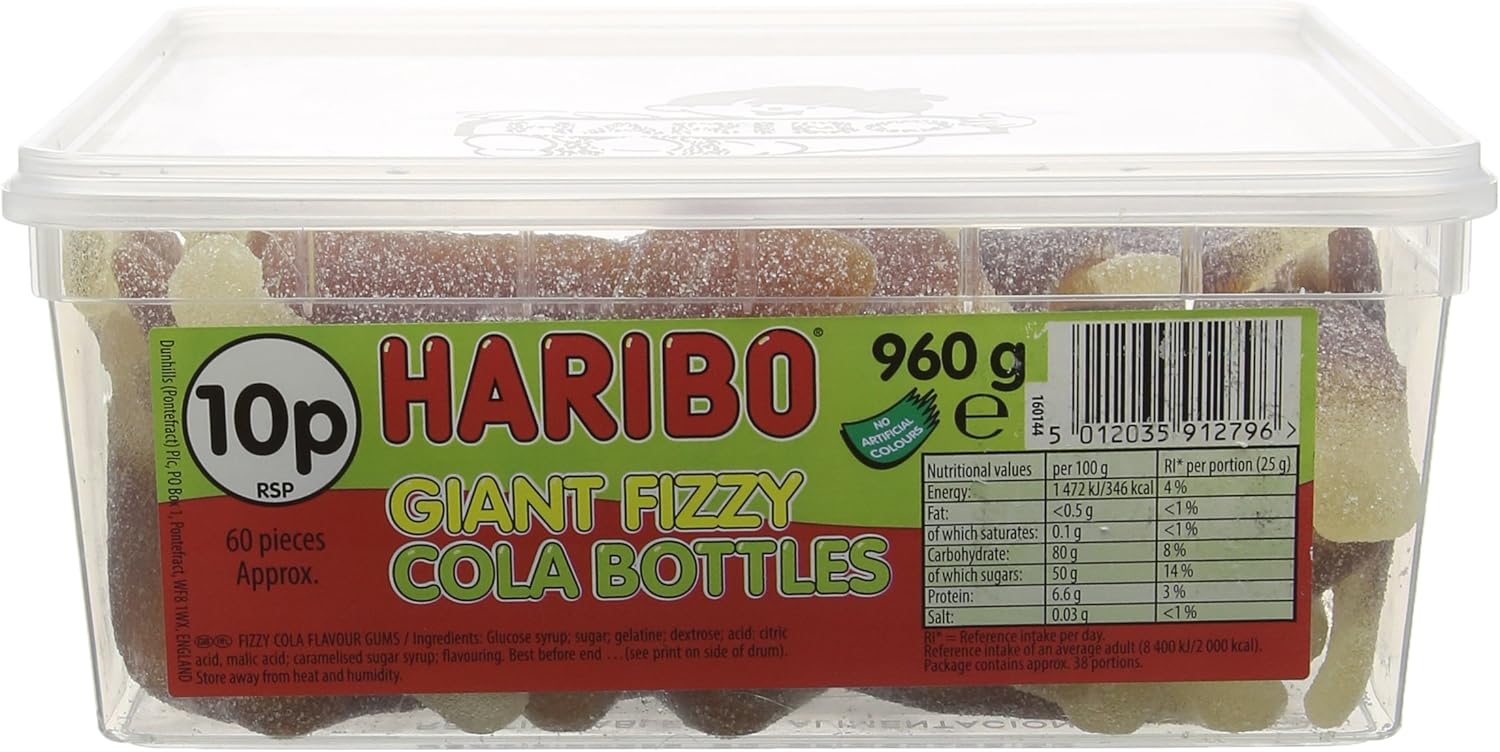 10p
RSP
60 pieces
Approx.
Dunhills (Pontefract) Plc, PO Box 1, Pontefract, WF8 1WX, ENGLAND
HARIBO®
GIANT FIZZY
COLA BOTTLES
960 g
e
NO
ARTIFICIAL
COLOURS
160144
5 012035 912796 >
Nutritional values per 100 g RI* per portion (25 g)
Energy: 1 472 kJ/346 kcal 4 %
Fat: <0.5 g <1 %
of which saturates: 0.1 g <1 %
Carbohydrate: 80 g 8 %
of which sugars: 50 g 14 %
Protein: 6.6 g 3 %
Salt: 0.03 g <1 %
RI* = Reference intake per day.
Reference intake of an average adult (8 400 kJ/2 000 kcal).
Package contains approx. 38 portions.
FIZZY COLA FLAVOUR GUMS / Ingredients: Glucose syrup; sugar; gelatine; dextrose; acid: citric
acid, malic acid; caramelised sugar syrup; flavouring. Best before end ...(see print on side of drum).
Store away from heat and humidity.
ALIMENTACION